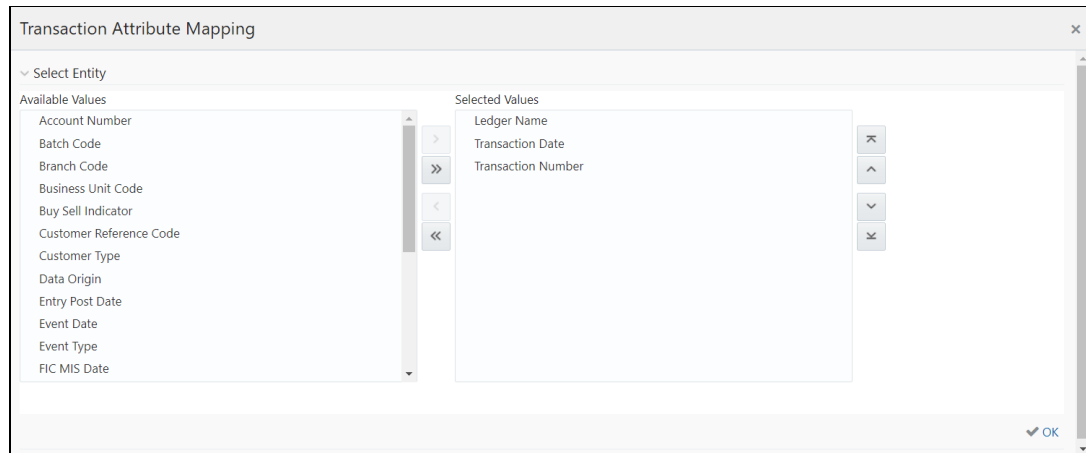 Transaction Attribute Mapping
Select Entity
Available Values
Account Number
Batch Code
Branch Code
Business Unit Code
Buy Sell Indicator
Customer Reference Code
Customer Type
Data Origin
Entry Post Date
Event Date
Event Type
FIC MIS Date
Selected Values
Ledger Name
Transaction Date
Transaction Number
OK